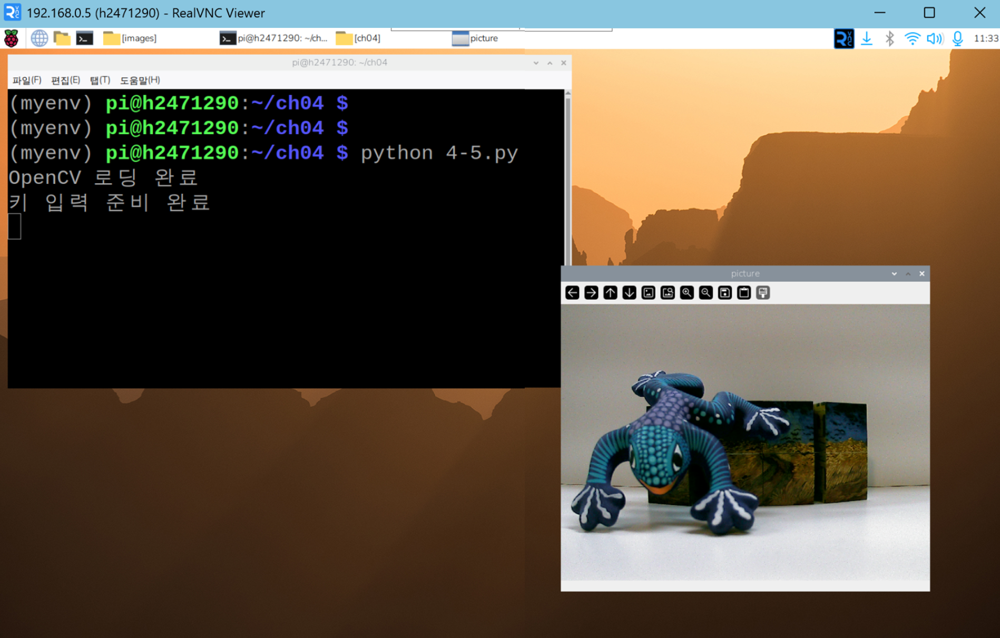 192.168.0.5 (h2471290) - RealVNC Viewer
[images]
pi@h2471290: ~/ch...
[ch04]
picture
11:33
pi@h2471290: ~/ch04
파일(F) 편집(E) 탭(T) 도움말(H)
(myenv) pi@h2471290:~/ch04 $
(myenv) pi@h2471290:~/ch04 $
(myenv) pi@h2471290:~/ch04 $ python 4-5.py
OpenCV 로딩 완료
키 입력 준비 완료
picture